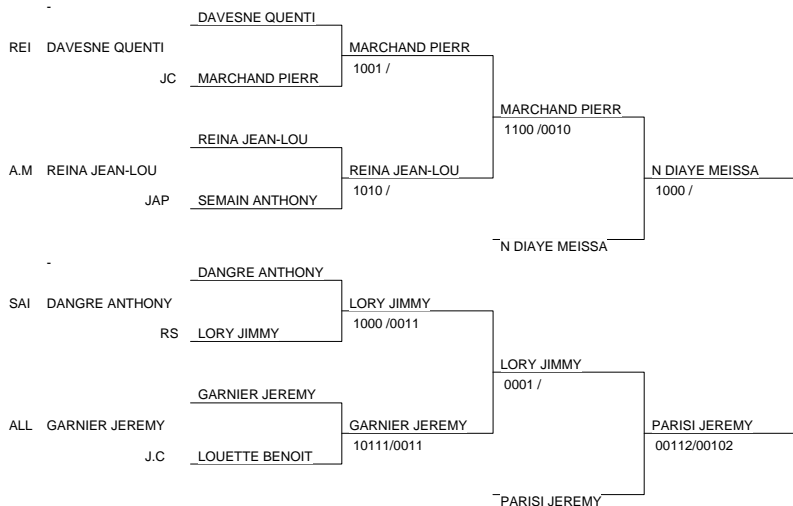 -
DAVESNE QUENTI
REI DAVESNE QUENTI MARCHAND PIERR
1001 /
JC MARCHAND PIERR
MARCHAND PIERR
1100 /0010
REINA JEAN-LOU
A.M REINA JEAN-LOU REINA JEAN-LOU N DIAYE MEISSA
1010 / 1000 /
JAP SEMAIN ANTHONY
N DIAYE MEISSA
-
DANGRE ANTHONY
SAI DANGRE ANTHONY LORY JIMMY
1000 /0011
RS LORY JIMMY
LORY JIMMY
0001 /
GARNIER JEREMY
ALL GARNIER JEREMY GARNIER JEREMY PARISI JEREMY
10111/0011 00112/00102
J.C LOUETTE BENOIT
PARISI JEREMY